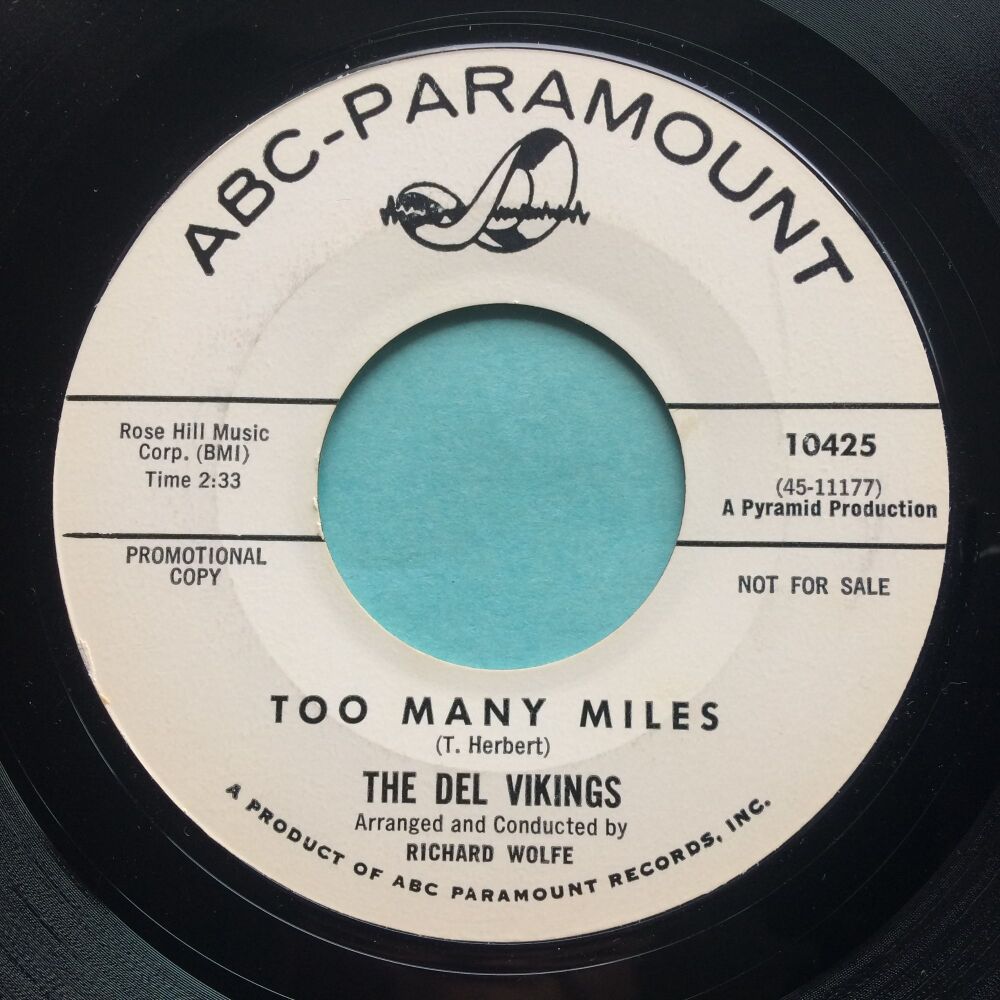 ABC-PARAMOUNT
Rose Hill Music
Corp. (BMI)
Time 2:33
10425
(45-11177)
A Pyramid Production
PROMOTIONAL
COPY
NOT FOR SALE
TOO MANY MILES
(T. Herbert)
THE DEL VIKINGS
Arranged and Conducted by
RICHARD WOLFE
A PRODUCT OF ABC PARAMOUNT RECORDS, INC.